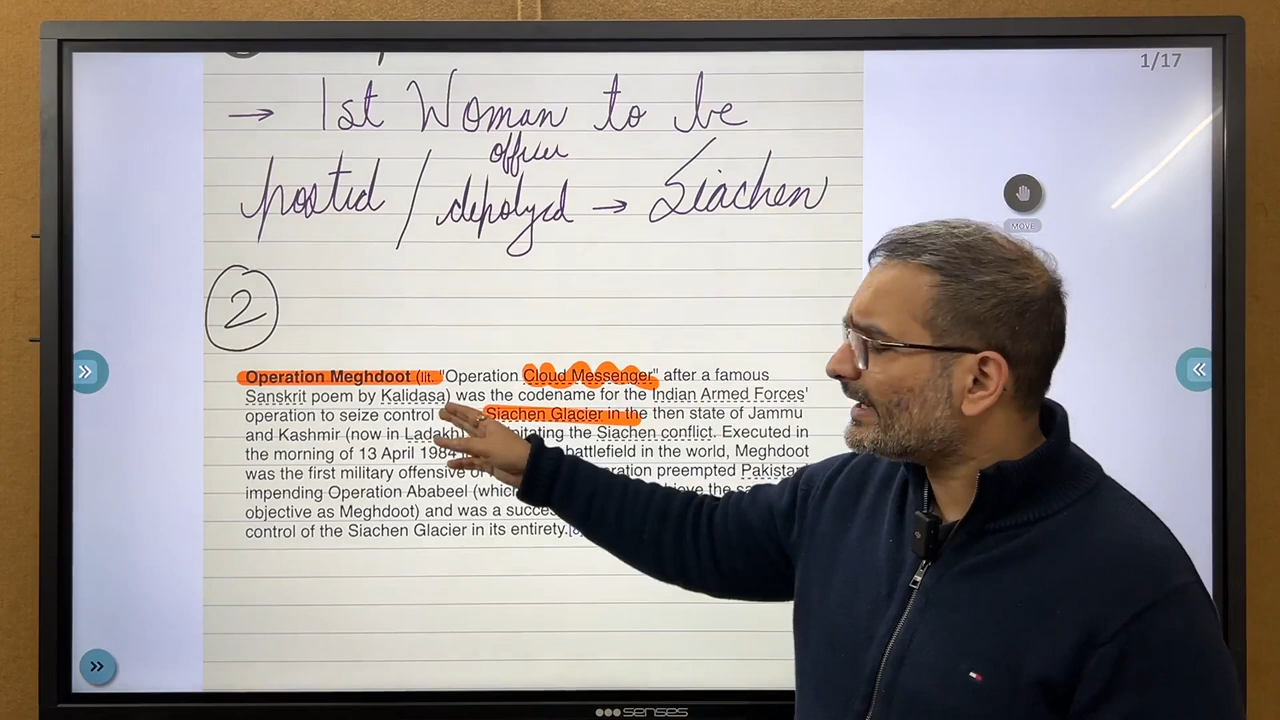 1/17
→ 1st Woman to be
officer
posted / depolyed → Siachen
2
Operation Meghdoot (lit. "Operation Cloud Messenger" after a famous
Sanskrit poem by Kalidasa) was the codename for the Indian Armed Forces'
operation to seize control Siachen Glacier in the then state of Jammu
and Kashmir (now in Ladakh) the Siachen conflict. Executed in
the morning of 13 April 1984 battlefield in the world, Meghdoot
was the first military offensive of preempted Pakistan'
impending Operation Ababeel (which
objective as Meghdoot) and was a
control of the Siachen Glacier in its entirety.
MOVE
senses